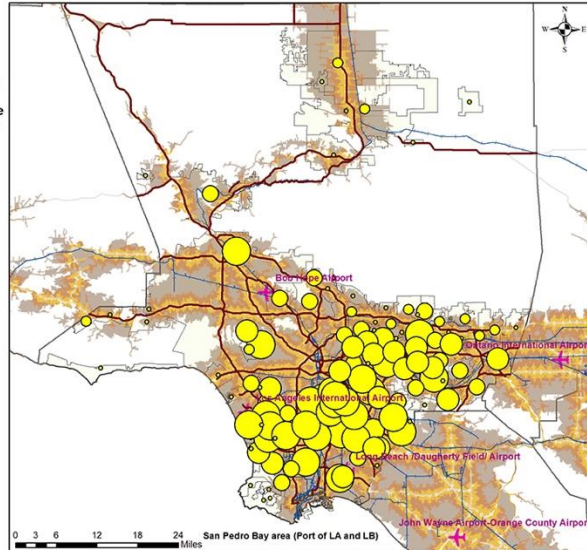 N
W E
S
Bob Hope Airport
Ontario International Airport
Los Angeles International Airport
Long Beach /Daugherty Field/ Airport
John Wayne Airport-Orange County Airport
San Pedro Bay area (Port of LA and LB)
0 3 6 12 18 24
Miles